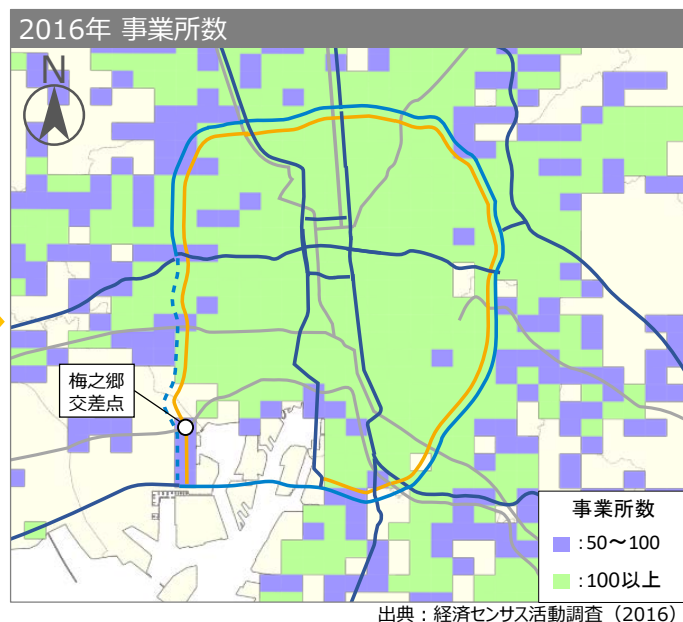 2016年 事業所数
N
梅之郷
交差点
事業所数
:50～100
:100以上
出典：経済センサス活動調査（2016）